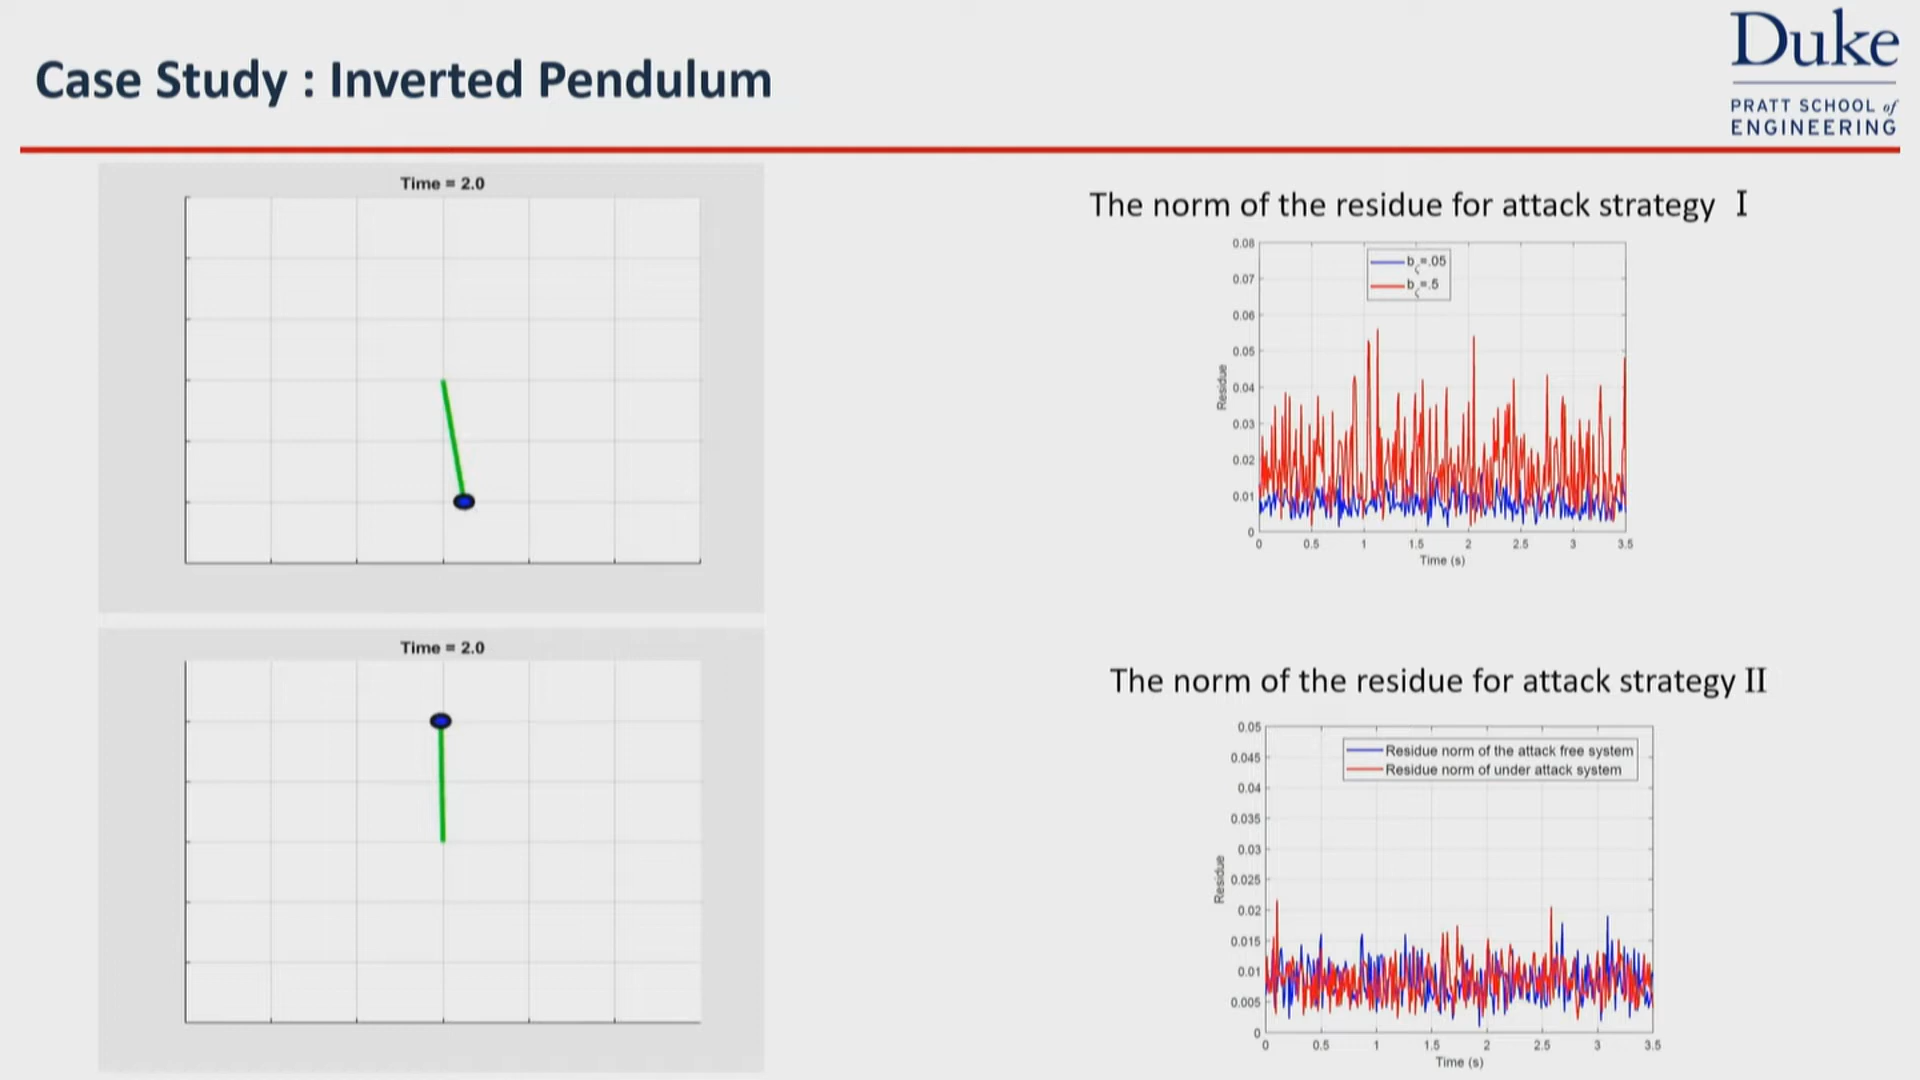 Case Study : Inverted Pendulum
Duke
PRATT SCHOOL of
ENGINEERING
Time = 2.0
The norm of the residue for attack strategy I
0.08
0.07
0.06
0.05
0.04
0.03
0.02
0.01
0
Residue
b_ζ=.05
b_ζ=.5
0 0.5 1 1.5 2 2.5 3 3.5
Time (s)
Time = 2.0
The norm of the residue for attack strategy II
0.05
0.045
0.04
0.035
0.03
0.025
0.02
0.015
0.01
0.005
0
Residue
Residue norm of the attack free system
Residue norm of under attack system
0 0.5 1 1.5 2 2.5 3 3.5
Time (s)